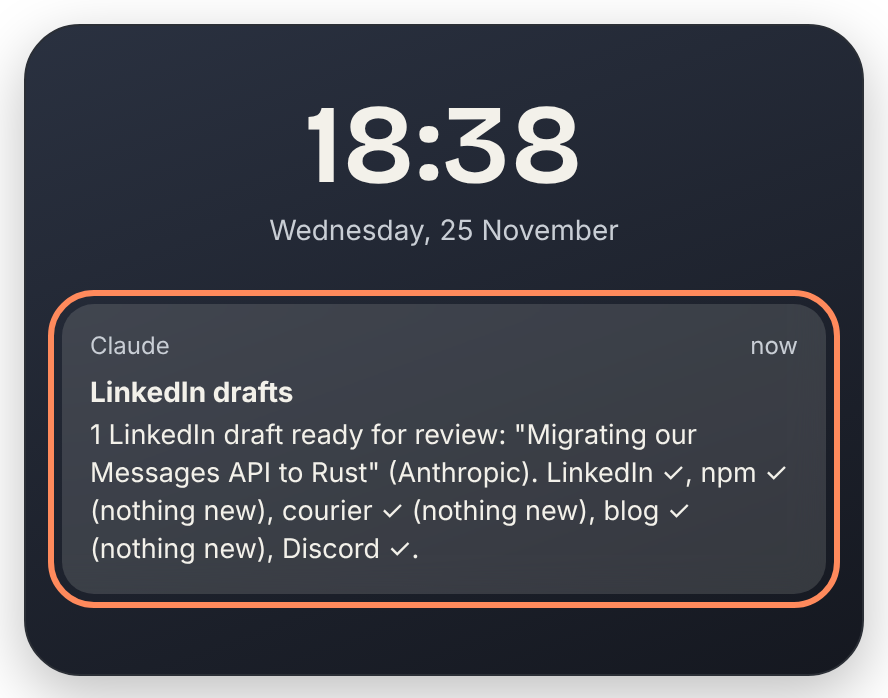 18:38
Wednesday, 25 November
Claude
now
LinkedIn drafts
1 LinkedIn draft ready for review: "Migrating our
Messages API to Rust" (Anthropic). LinkedIn ✓, npm ✓
(nothing new), courier ✓ (nothing new), blog ✓
(nothing new), Discord ✓.